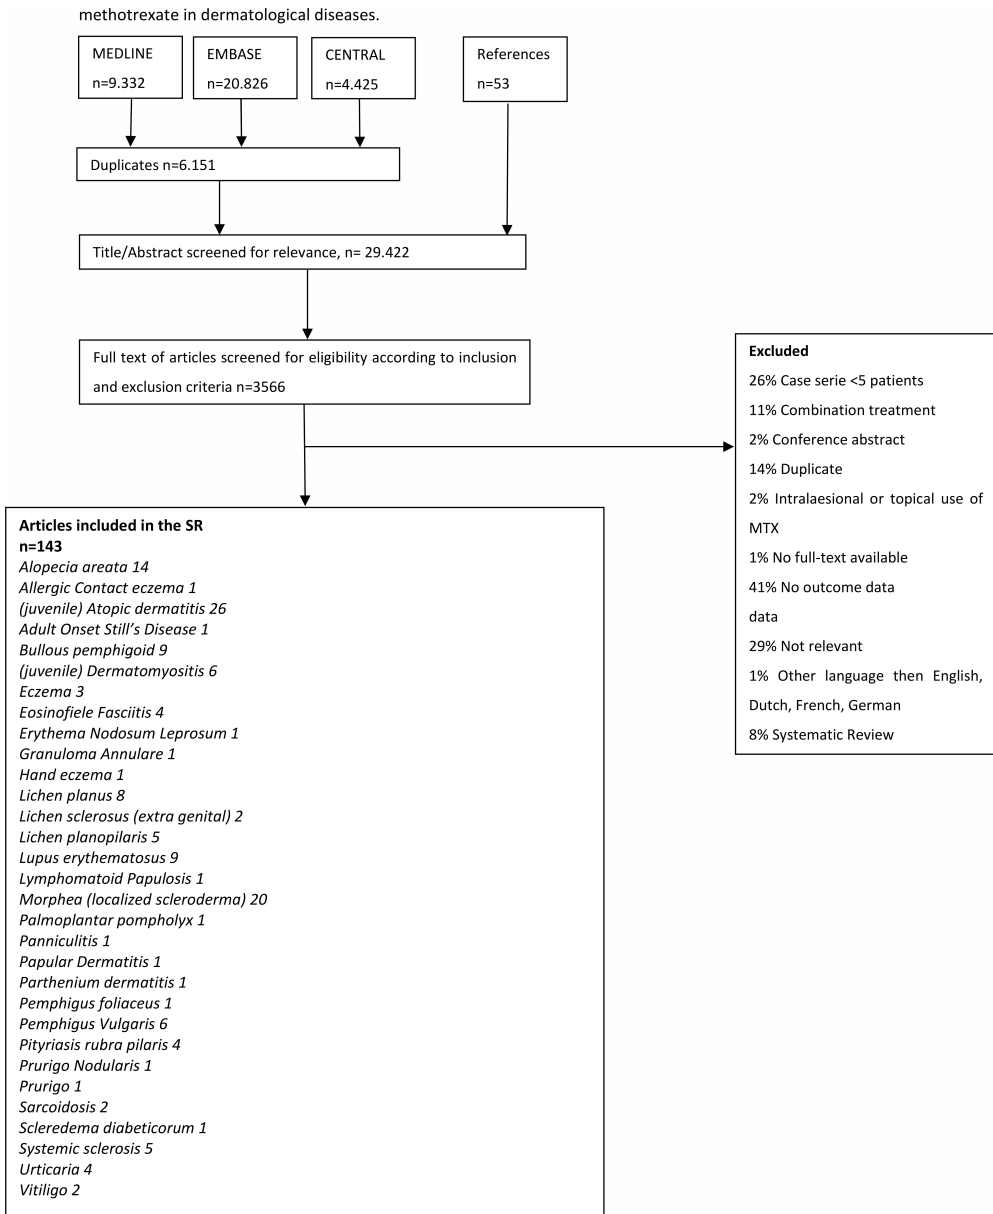 methotrexate in dermatological diseases.
MEDLINE
n=9.332
EMBASE
n=20.826
CENTRAL
n=4.425
References
n=53
Duplicates n=6.151
Title/Abstract screened for relevance, n= 29.422
Full text of articles screened for eligibility according to inclusion
and exclusion criteria n=3566
Excluded
26% Case serie <5 patients
11% Combination treatment
2% Conference abstract
14% Duplicate
2% Intralaesional or topical use of
MTX
1% No full-text available
41% No outcome data
data
29% Not relevant
1% Other language then English,
Dutch, French, German
8% Systematic Review
Articles included in the SR
n=143
Alopecia areata 14
Allergic Contact eczema 1
(juvenile) Atopic dermatitis 26
Adult Onset Still's Disease 1
Bullous pemphigoid 9
(juvenile) Dermatomyositis 6
Eczema 3
Eosinofiele Fasciitis 4
Erythema Nodosum Leprosum 1
Granuloma Annulare 1
Hand eczema 1
Lichen planus 8
Lichen sclerosus (extra genital) 2
Lichen planopilaris 5
Lupus erythematosus 9
Lymphomatoid Papulosis 1
Morphea (localized scleroderma) 20
Palmoplantar pompholyx 1
Panniculitis 1
Papular Dermatitis 1
Parthenium dermatitis 1
Pemphigus foliaceus 1
Pemphigus Vulgaris 6
Pityriasis rubra pilaris 4
Prurigo Nodularis 1
Prurigo 1
Sarcoidosis 2
Scleredema diabeticorum 1
Systemic sclerosis 5
Urticaria 4
Vitiligo 2